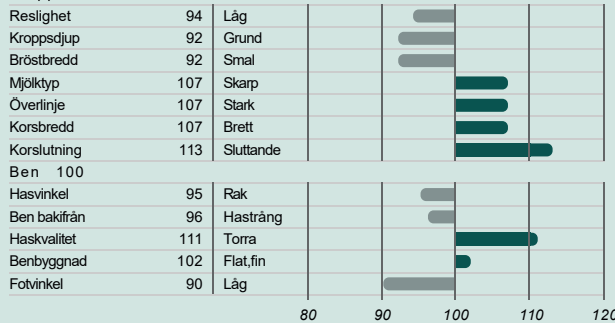 Reslighet 94 Låg
Kroppsdjup 92 Grund
Bröstbredd 92 Smal
Mjölktyp 107 Skarp
Överlinje 107 Stark
Korsbredd 107 Brett
Korslutning 113 Sluttande
Ben 100
Hasvinkel 95 Rak
Ben bakifrån 96 Hastrång
Haskvalitet 111 Torra
Benbyggnad 102 Flat,fin
Fotvinkel 90 Låg
80 90 100 110 120